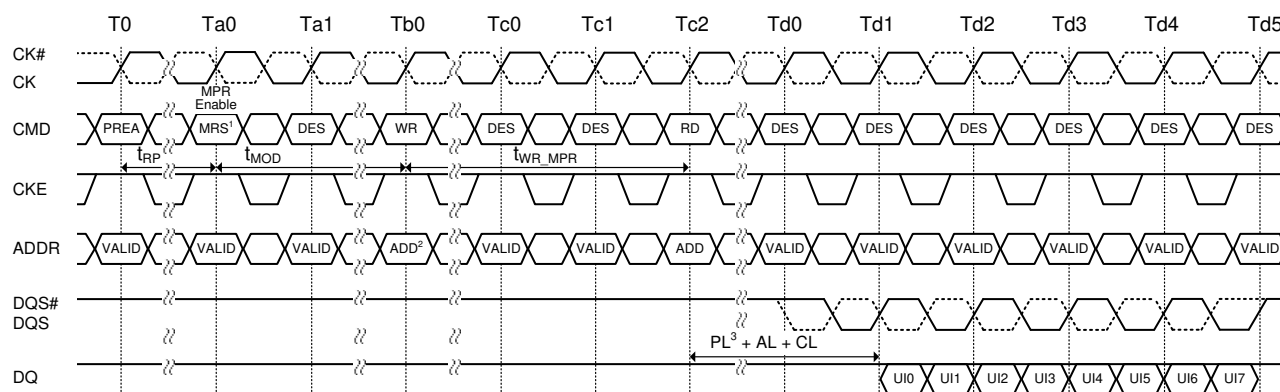 T0 Ta0 Ta1 Tb0 Tc0 Tc1 Tc2 Td0 Td1 Td2 Td3 Td4 Td5
CK#
CK
MPR
Enable
CMD PREA MRS¹ DES WR DES DES RD DES DES DES DES DES DES
tRP tMOD tWR_MPR
CKE
ADDR VALID VALID VALID ADD² VALID VALID ADD VALID VALID VALID VALID VALID VALID
DQS#
DQS
PL³ + AL + CL
DQ UI0 UI1 UI2 UI3 UI4 UI5 UI6 UI7